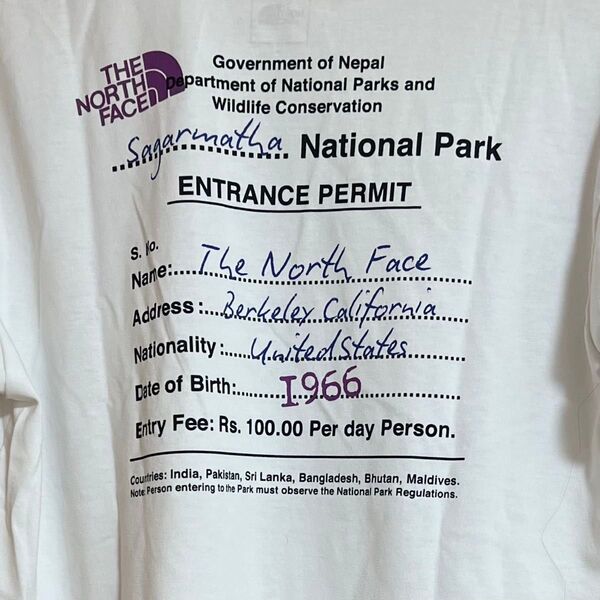 THE NORTH FACE
THE
NORTH
FACE
Government of Nepal
Department of National Parks and
Wildlife Conservation
Sagarmatha National Park
ENTRANCE PERMIT
S. No.
Name: The North Face
Address: Berkeley California
Nationality: United States
Date of Birth: 1966
Entry Fee: Rs. 100.00 Per day Person.
Countries: India, Pakistan, Sri Lanka, Bangladesh, Bhutan, Maldives.
Note: Person entering to the Park must observe the National Park Regulations.